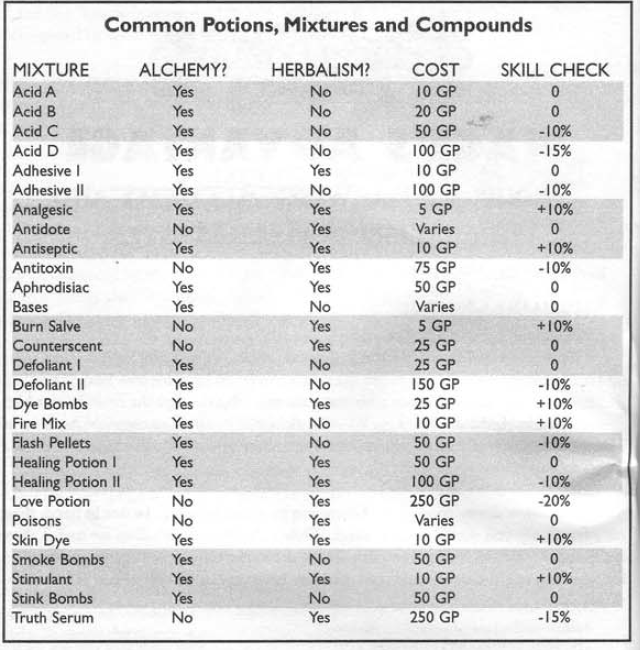 Common Potions, Mixtures and Compounds
MIXTURE ALCHEMY? HERBALISM? COST SKILL CHECK
Acid A Yes No 10 GP 0
Acid B Yes No 20 GP 0
Acid C Yes No 50 GP -10%
Acid D Yes No 100 GP -15%
Adhesive I Yes Yes 10 GP 0
Adhesive II Yes No 100 GP -10%
Analgesic Yes Yes 5 GP +10%
Antidote No Yes Varies 0
Antiseptic Yes Yes 10 GP +10%
Antitoxin No Yes 75 GP -10%
Aphrodisiac Yes Yes 50 GP 0
Bases Yes No Varies 0
Burn Salve No Yes 5 GP +10%
Counterscent No Yes 25 GP 0
Defoliant I Yes No 25 GP 0
Defoliant II Yes No 150 GP -10%
Dye Bombs Yes Yes 25 GP +10%
Fire Mix Yes No 10 GP +10%
Flash Pellets Yes No 50 GP -10%
Healing Potion I Yes Yes 50 GP 0
Healing Potion II Yes Yes 100 GP -10%
Love Potion No Yes 250 GP -20%
Poisons No Yes Varies 0
Skin Dye Yes Yes 10 GP +10%
Smoke Bombs Yes No 50 GP 0
Stimulant Yes Yes 10 GP +10%
Stink Bombs Yes No 50 GP 0
Truth Serum No Yes 250 GP -15%